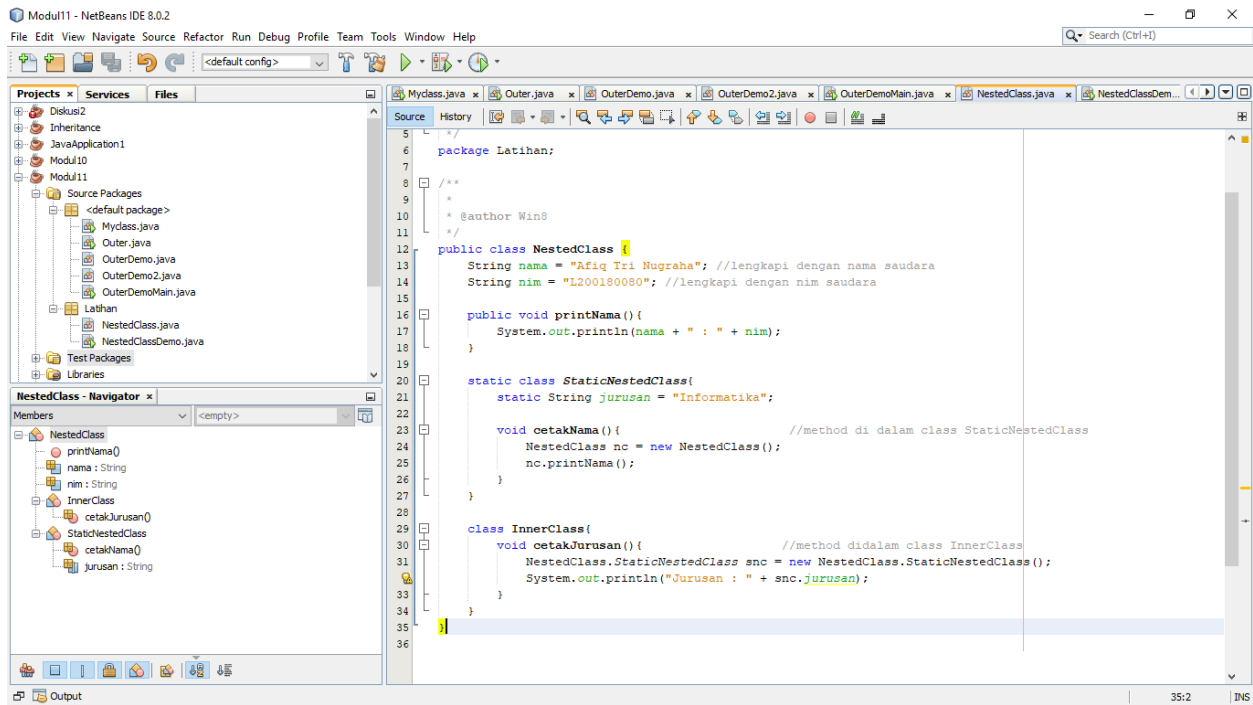 Modul11 - NetBeans IDE 8.0.2
File Edit View Navigate Source Refactor Run Debug Profile Team Tools Window Help
Search (Ctrl+I)
<default config>
Projects Services Files
Diskusi2
Inheritance
JavaApplication1
Modul10
Modul11
Source Packages
<default package>
Myclass.java
Outer.java
OuterDemo.java
OuterDemo2.java
OuterDemoMain.java
Latihan
NestedClass.java
NestedClassDemo.java
Test Packages
Libraries
NestedClass - Navigator
Members <empty>
NestedClass
printNama()
nama : String
nim : String
InnerClass
cetakJurusan()
StaticNestedClass
cetakNama()
jurusan : String
Myclass.java Outer.java OuterDemo.java OuterDemo2.java OuterDemoMain.java NestedClass.java NestedClassDem...
Source History
5 */
6 package Latihan;
7
8 /**
9 *
10 * @author Win8
11 */
12 public class NestedClass {
13 String nama = "Afiq Tri Nugraha"; //lengkapi dengan nama saudara
14 String nim = "L200180080"; //lengkapi dengan nim saudara
15
16 public void printNama(){
17 System.out.println(nama + " : " + nim);
18 }
19
20 static class StaticNestedClass{
21 static String jurusan = "Informatika";
22
23 void cetakNama(){ //method di dalam class StaticNestedClass
24 NestedClass nc = new NestedClass();
25 nc.printNama();
26 }
27 }
28
29 class InnerClass{
30 void cetakJurusan(){ //method didalam class InnerClass
31 NestedClass.StaticNestedClass snc = new NestedClass.StaticNestedClass();
System.out.println("Jurusan : " + snc.jurusan);
33 }
34 }
35 }
36
Output
35:2 INS